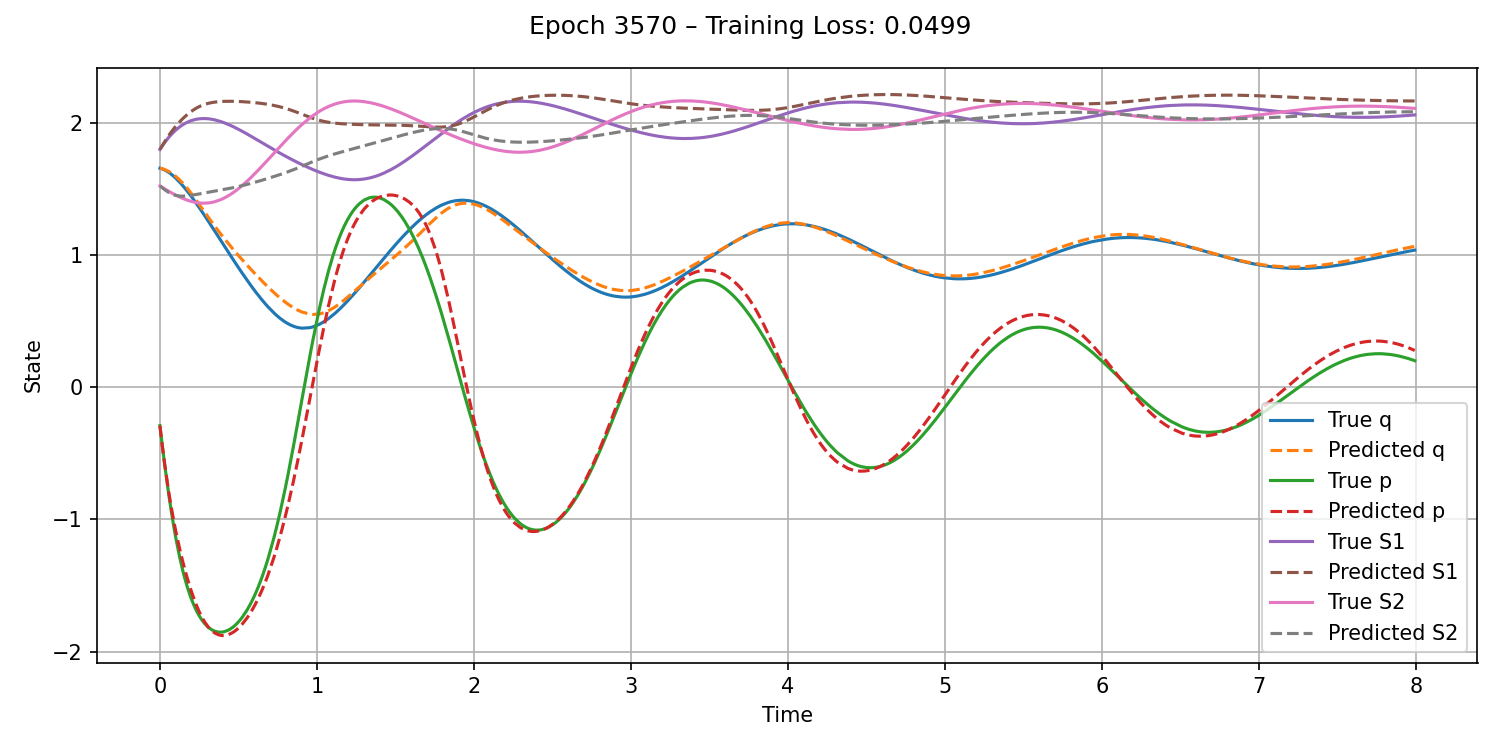 Epoch 3570 – Training Loss: 0.0499
State
2
1
0
−1
−2
0 1 2 3 4 5 6 7 8
Time
True q
Predicted q
True p
Predicted p
True S1
Predicted S1
True S2
Predicted S2